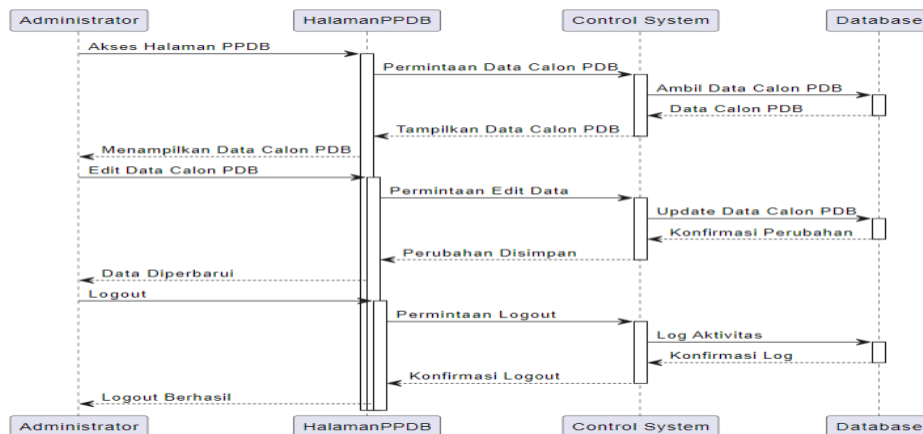 Administrator
HalamanPPDB
Control System
Database
Akses Halaman PPDB
Permintaan Data Calon PDB
Ambil Data Calon PDB
Data Calon PDB
Tampilkan Data Calon PDB
Menampilkan Data Calon PDB
Edit Data Calon PDB
Permintaan Edit Data
Update Data Calon PDB
Konfirmasi Perubahan
Perubahan Disimpan
Data Diperbarui
Logout
Permintaan Logout
Log Aktivitas
Konfirmasi Log
Konfirmasi Logout
Logout Berhasil
Administrator
HalamanPPDB
Control System
Database